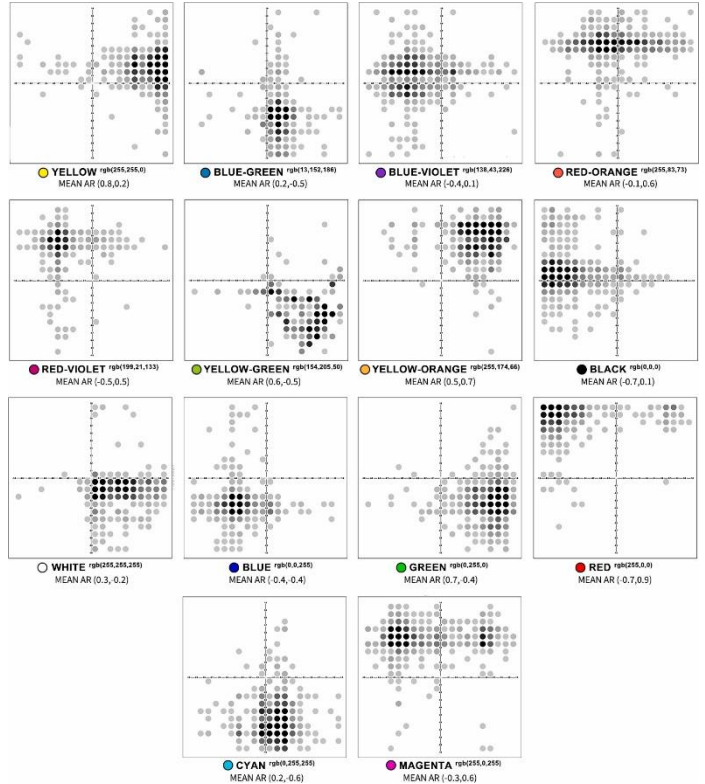 YELLOW rgb(255,255,0)
MEAN AR (0.8,0.2)
BLUE-GREEN rgb(13,152,186)
MEAN AR (0.2,-0.5)
BLUE-VIOLET rgb(138,43,226)
MEAN AR (-0.4,0.1)
RED-ORANGE rgb(255,83,73)
MEAN AR (-0.1,0.6)
RED-VIOLET rgb(199,21,133)
MEAN AR (-0.5,0.5)
YELLOW-GREEN rgb(154,205,50)
MEAN AR (0.6,-0.5)
YELLOW-ORANGE rgb(255,174,66)
MEAN AR (0.5,0.7)
BLACK rgb(0,0,0)
MEAN AR (-0.7,0.1)
WHITE rgb(255,255,255)
MEAN AR (0.3,-0.2)
BLUE rgb(0,0,255)
MEAN AR (-0.4,-0.4)
GREEN rgb(0,255,0)
MEAN AR (0.7,-0.4)
RED rgb(255,0,0)
MEAN AR (-0.7,0.9)
CYAN rgb(0,255,255)
MEAN AR (0.2,-0.6)
MAGENTA rgb(255,0,255)
MEAN AR (-0.3,0.6)